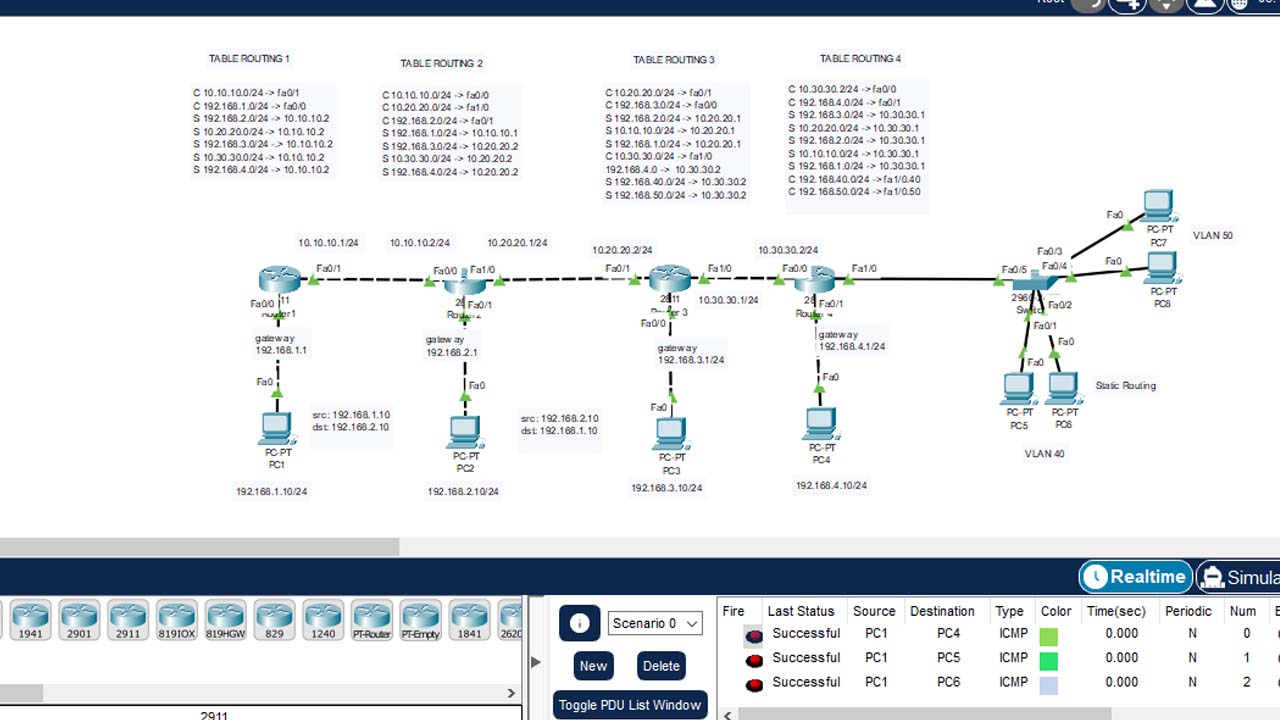 TABLE ROUTING 1
C 10.10.10.0/24 -> fa0/1
C 192.168.1.0/24 -> fa0/0
S 192.168.2.0/24 -> 10.10.10.2
S 10.20.20.0/24 -> 10.10.10.2
S 192.168.3.0/24 -.> 10.10.10.2
S 10.30.30.0/24 -> 10.10.10.2
S 192.168.4.0/24 -> 10.10.10.2
TABLE ROUTING 2
C 10.10.10.0/24 -> fa0/0
C 10.20.20.0/24 -> fa1/0
C 192.168.2.0/24 -> fa0/1
S 192.168.1.0/24 -> 10.10.10.1
S 192.168.3.0/24 -> 10.20.20.2
S 10.30.30.0/24 -> 10.20.20.2
S 192.168.4.0/24 -> 10.20.20.2
TABLE ROUTING 3
C 10.20.20.0/24 -> fa0/1
C 192.168.3.0/24 -> fa0/0
S 192.168.2.0/24 -> 10.20.20.1
S 10.10.10.0/24 -> 10.20.20.1
S 192.168.1.0/24 -> 10.20.20.1
C 10.30.30.0/24 -> fa1/0
192.168.4.0 -> 10.30.30.2
S 192.168.40.0/24 -> 10.30.30.2
S 192.168.50.0/24 -> 10.30.30.2
TABLE ROUTING 4
C 10.30.30.2/24 -> fa0/0
C 192.168.4.0/24 -> fa0/1
S 192.168.3.0/24 -> 10.30.30.1
S 10.20.20.0/24 -> 10.30.30.1
S 192.168.2.0/24 -> 10.30.30.1
S 10.10.10.0/24 -> 10.30.30.1
S 192.168.1.0/24 -> 10.30.30.1
C 192.168.40.0/24 -> fa1/0.40
C 192.168.50.0/24 ->fa1/0.50
10.10.10.1/24
10.10.10.2/24
10.20.20.1/24
10.20.20.2/24
10.30.30.2/24
10.30.30.1/24
Fa0/1
Fa0/0
Fa1/0
Fa0/1
Fa1/0
Fa0/0
Fa1/0
Fa0/5
Fa0/3
Fa0/4
Fa0/2
Fa0/1
Fa0
PC-PT
PC7
VLAN 50
Fa0
PC-PT
PC8
Fa0/0
Fa0/1
Fa0/0
Fa0/1
gateway
192.168.1.1
gateway
192.168.2.1
gateway
192.168.3.1/24
gateway
192.168.4.1/24
Fa0
Fa0
Fa0
Fa0
Fa0
Fa0
PC-PT
PC1
src: 192.168.1.10
dst: 192.168.2.10
PC-PT
PC2
src: 192.168.2.10
dst: 192.168.1.10
PC-PT
PC3
PC-PT
PC4
PC-PT
PC5
PC-PT
PC6
Static Routing
VLAN 40
192.168.1.10/24
192.168.2.10/24
192.168.3.10/24
192.168.4.10/24
Realtime
1941
2901
2911
819IOX
819HGW
829
1240
PT-Router
PT-Empty
1841
2911
Scenario 0
New
Delete
Toggle PDU List Window
Fire Last Status Source Destination Type Color Time(sec) Periodic Num
Successful PC1 PC4 ICMP 0.000 N 0
Successful PC1 PC5 ICMP 0.000 N 1
Successful PC1 PC6 ICMP 0.000 N 2